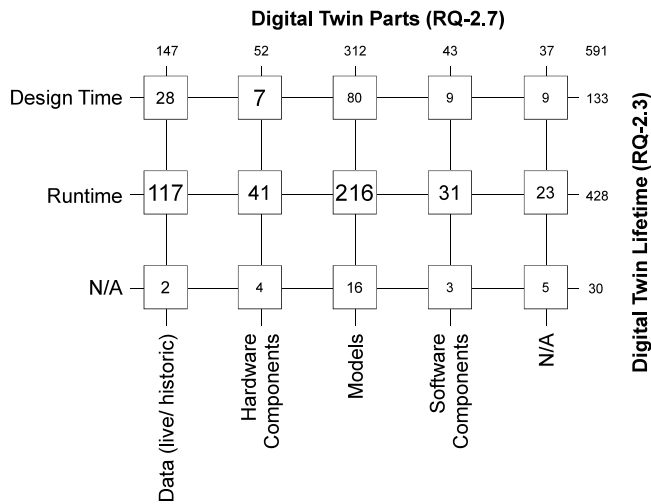 Digital Twin Parts (RQ-2.7)
147 52 312 43 37 591
Design Time 28 7 80 9 9 133
Runtime 117 41 216 31 23 428
N/A 2 4 16 3 5 30
Data (live/ historic)
Hardware
Components
Models
Software
Components
N/A
Digital Twin Lifetime (RQ-2.3)